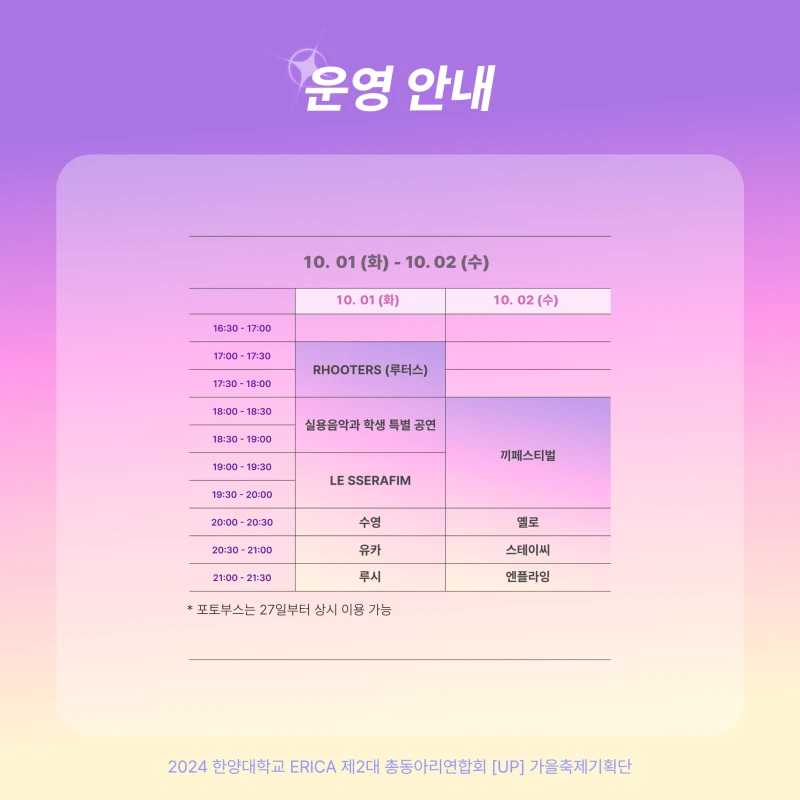 운영 안내
10. 01 (화) - 10. 02 (수)
10. 01 (화) 10. 02 (수)
16:30 - 17:00
17:00 - 17:30
RHOOTERS (루터스)
17:30 - 18:00
18:00 - 18:30
실용음악과 학생 특별 공연
18:30 - 19:00
끼페스티벌
19:00 - 19:30
LE SSERAFIM
19:30 - 20:00
20:00 - 20:30 수영 옐로
20:30 - 21:00 유카 스테이씨
21:00 - 21:30 루시 엔플라잉
* 포토부스는 27일부터 상시 이용 가능
2024 한양대학교 ERICA 제2대 총동아리연합회 [UP] 가을축제기획단